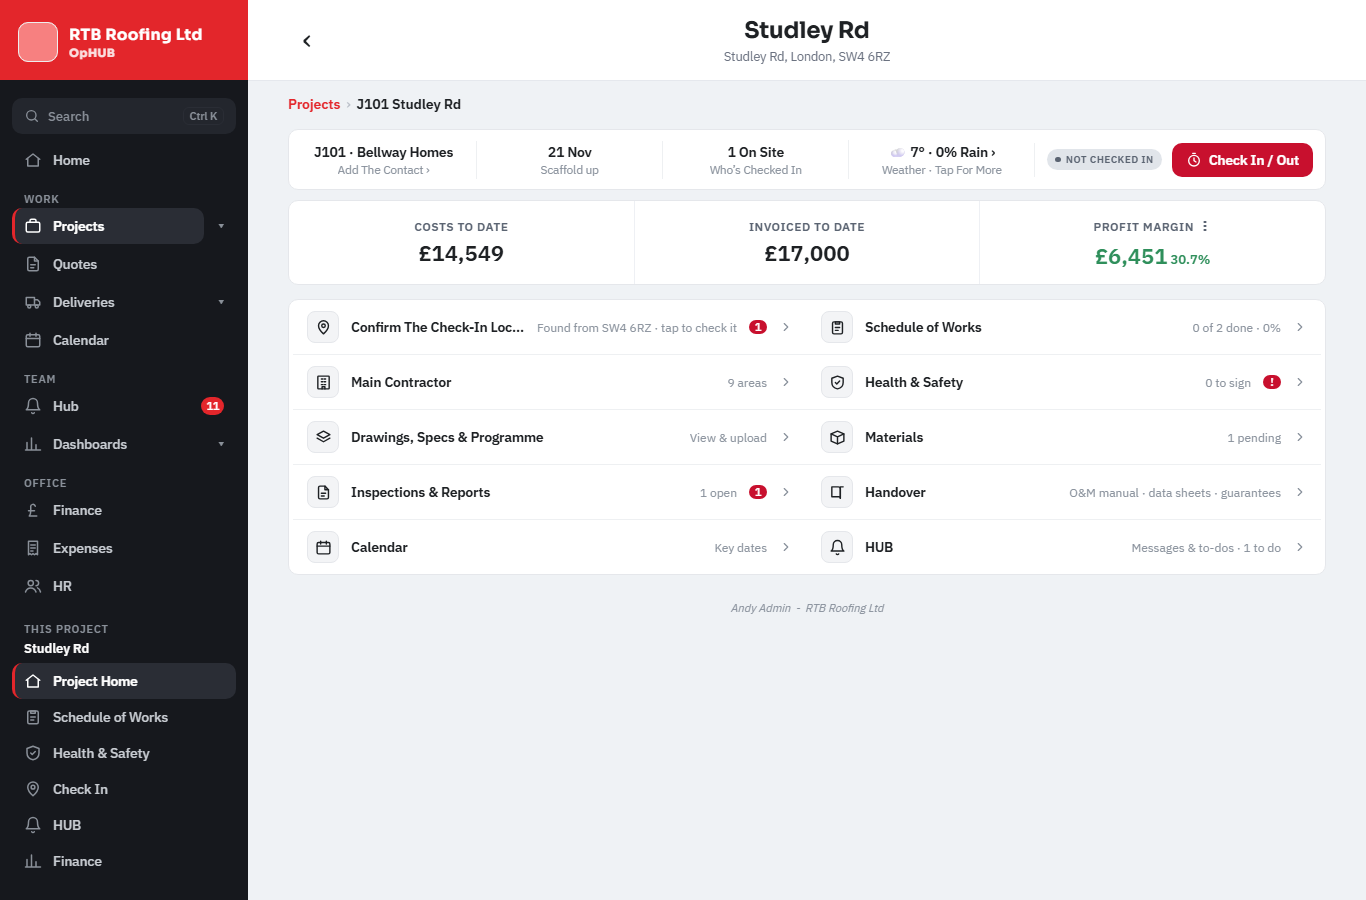 RTB Roofing Ltd
OpHUB
Search Ctrl K
Home
WORK
Projects
Quotes
Deliveries
Calendar
TEAM
Hub 11
Dashboards
OFFICE
Finance
Expenses
HR
THIS PROJECT
Studley Rd
Project Home
Schedule of Works
Health & Safety
Check In
HUB
Finance
Studley Rd
Studley Rd, London, SW4 6RZ
Projects › J101 Studley Rd
J101 · Bellway Homes
Add The Contact ›
21 Nov
Scaffold up
1 On Site
Who's Checked In
7° · 0% Rain ›
Weather · Tap For More
NOT CHECKED IN
Check In / Out
COSTS TO DATE
£14,549
INVOICED TO DATE
£17,000
PROFIT MARGIN
£6,451 30.7%
Confirm The Check-In Loc... Found from SW4 6RZ · tap to check it 1
Schedule of Works 0 of 2 done · 0%
Main Contractor 9 areas
Health & Safety 0 to sign !
Drawings, Specs & Programme View & upload
Materials 1 pending
Inspections & Reports 1 open 1
Handover O&M manual · data sheets · guarantees
Calendar Key dates
HUB Messages & to-dos · 1 to do
Andy Admin - RTB Roofing Ltd